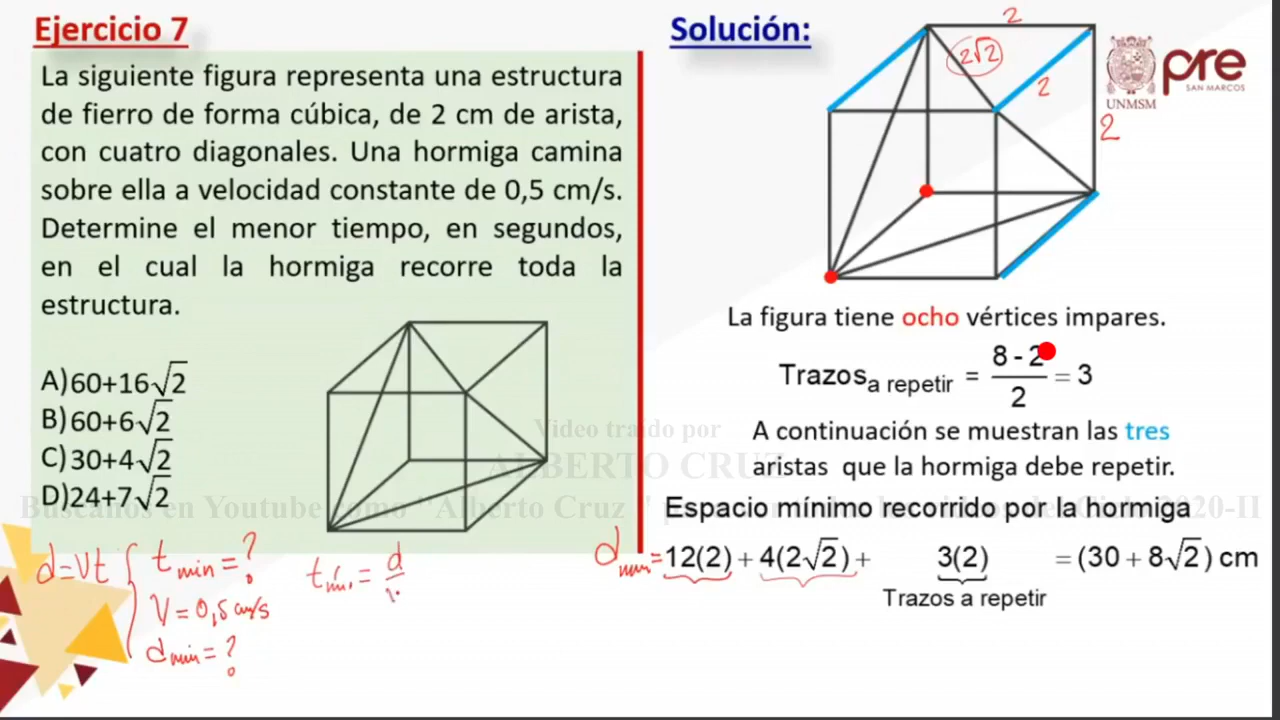 Ejercicio 7
La siguiente figura representa una estructura
de fierro de forma cúbica, de 2 cm de arista,
con cuatro diagonales. Una hormiga camina
sobre ella a velocidad constante de 0,5 cm/s.
Determine el menor tiempo, en segundos,
en el cual la hormiga recorre toda la
estructura.
A) 60+16√2
B) 60+6√2
C) 30+4√2
D) 24+7√2
d=vt { t min = ?
V = 0,5 cm/s
d min = ?
t mín. = d
Solución:
2
2√2
2
2
UNMSM
pre
SAN MARCOS
La figura tiene ocho vértices impares.
Trazos a repetir = (8 - 2)/2 = 3
A continuación se muestran las tres
aristas que la hormiga debe repetir.
Espacio mínimo recorrido por la hormiga
d mín = 12(2) + 4(2√2) + 3(2) = (30 + 8√2) cm
Trazos a repetir
Video traído por
ALBERTO CRUZ
Buscanos en Youtube como "Alberto Cruz"
2020-II